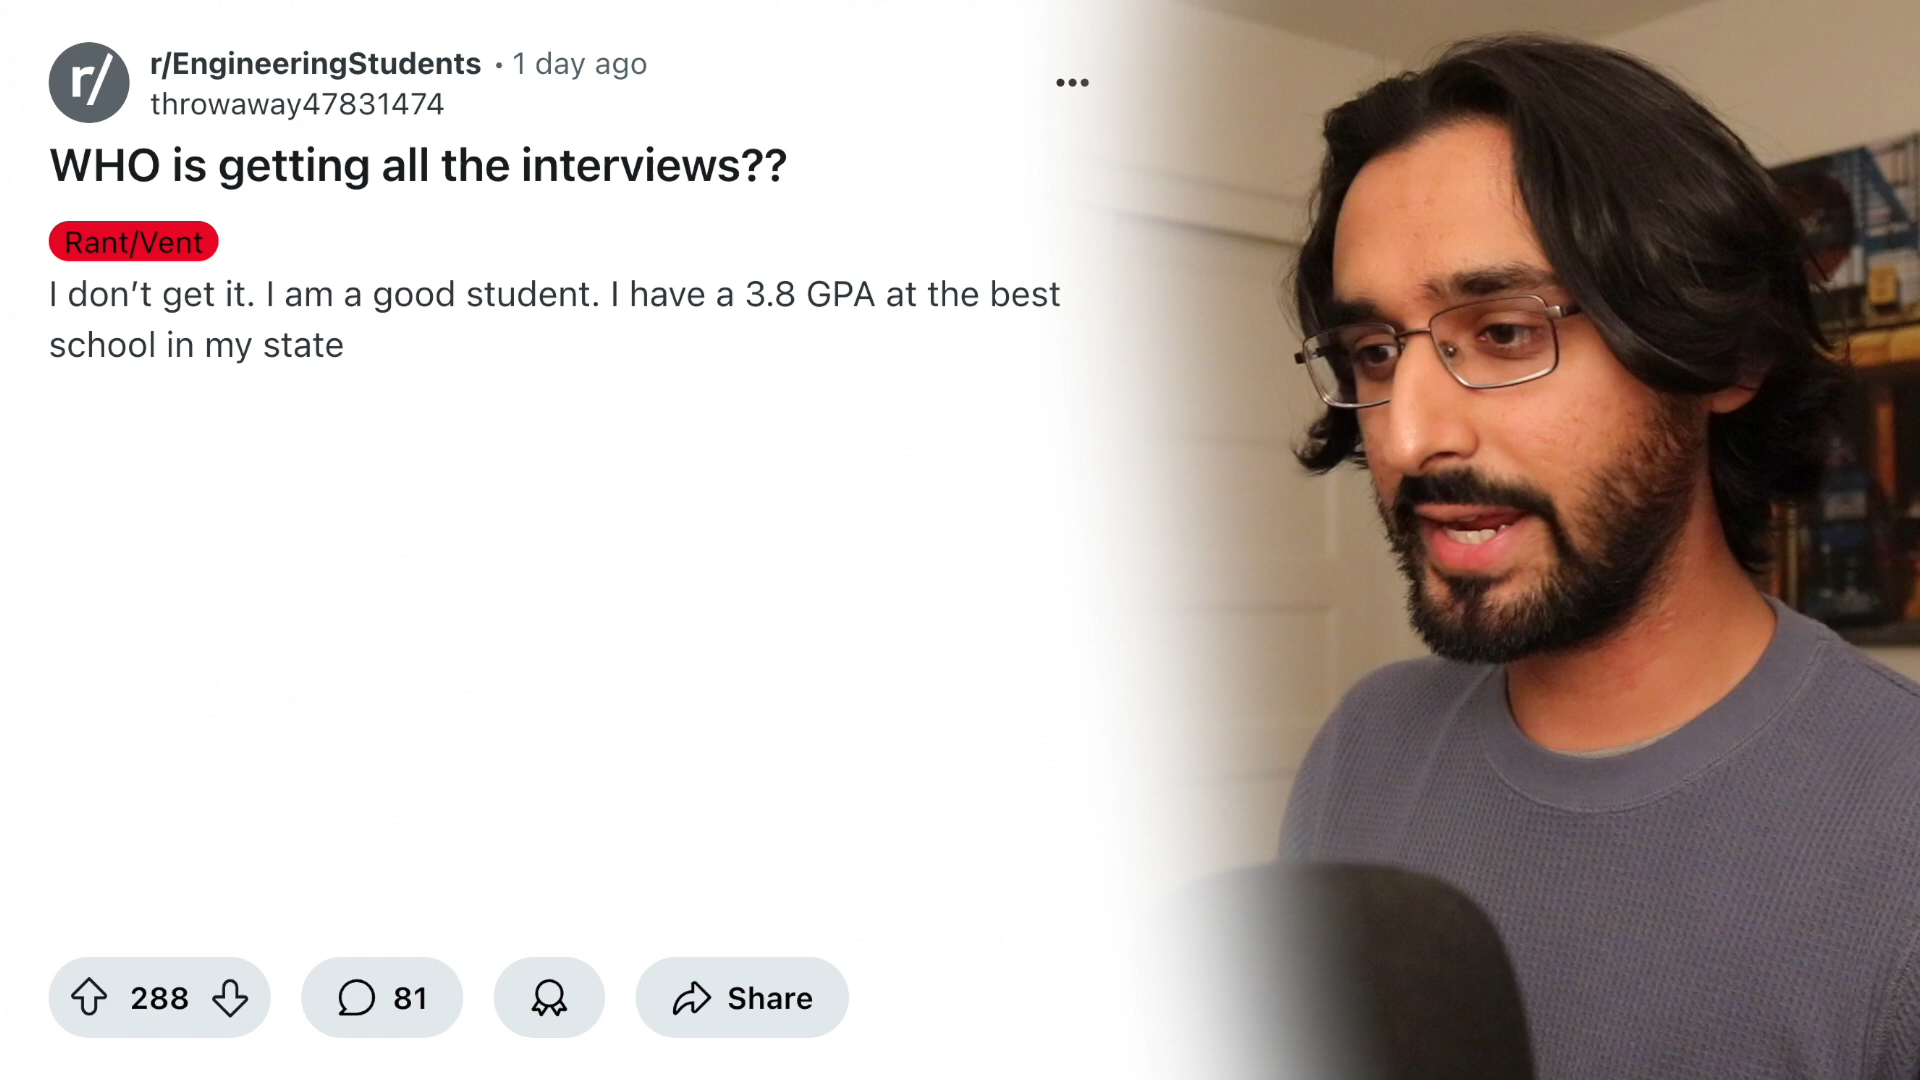 r/
r/EngineeringStudents • 1 day ago
throwaway47831474
WHO is getting all the interviews??
Rant/Vent
I don’t get it. I am a good student. I have a 3.8 GPA at the best
school in my state
288
81
Share